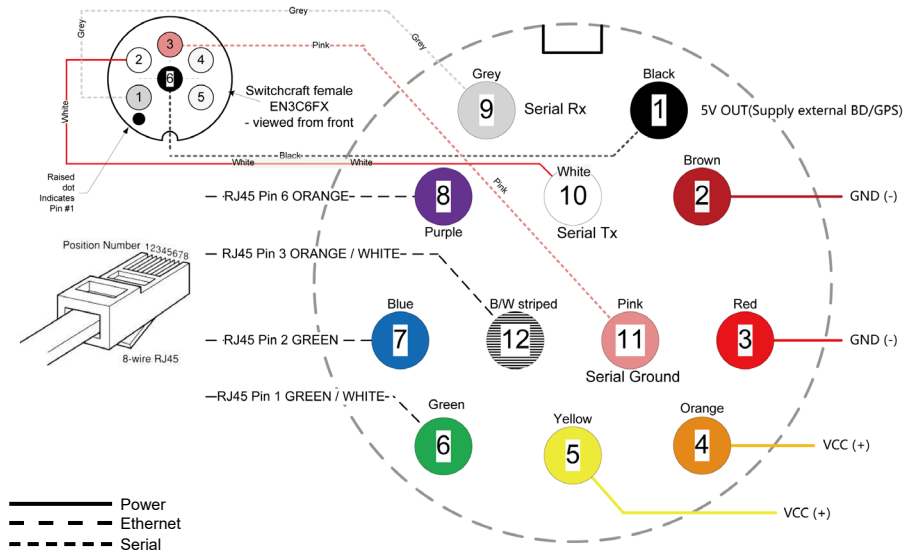 Grey
3
Pink
2
4
6
1
5
Grey
White
Switchcraft female
EN3C6FX
- viewed from front
Raised
dot
Indicates
Pin #1
Black
White
White
Pink
Grey
9
Serial Rx
Black
1
5V OUT(Supply external BD/GPS)
White
10
Serial Tx
Brown
2
GND (-)
RJ45 Pin 6 ORANGE
8
Purple
RJ45 Pin 3 ORANGE / WHITE
Position Number 12345678
8-wire RJ45
Blue
7
RJ45 Pin 2 GREEN
B/W striped
12
Pink
11
Serial Ground
Red
3
GND (-)
RJ45 Pin 1 GREEN / WHITE
Green
6
Yellow
5
Orange
4
VCC (+)
VCC (+)
Power
Ethernet
Serial